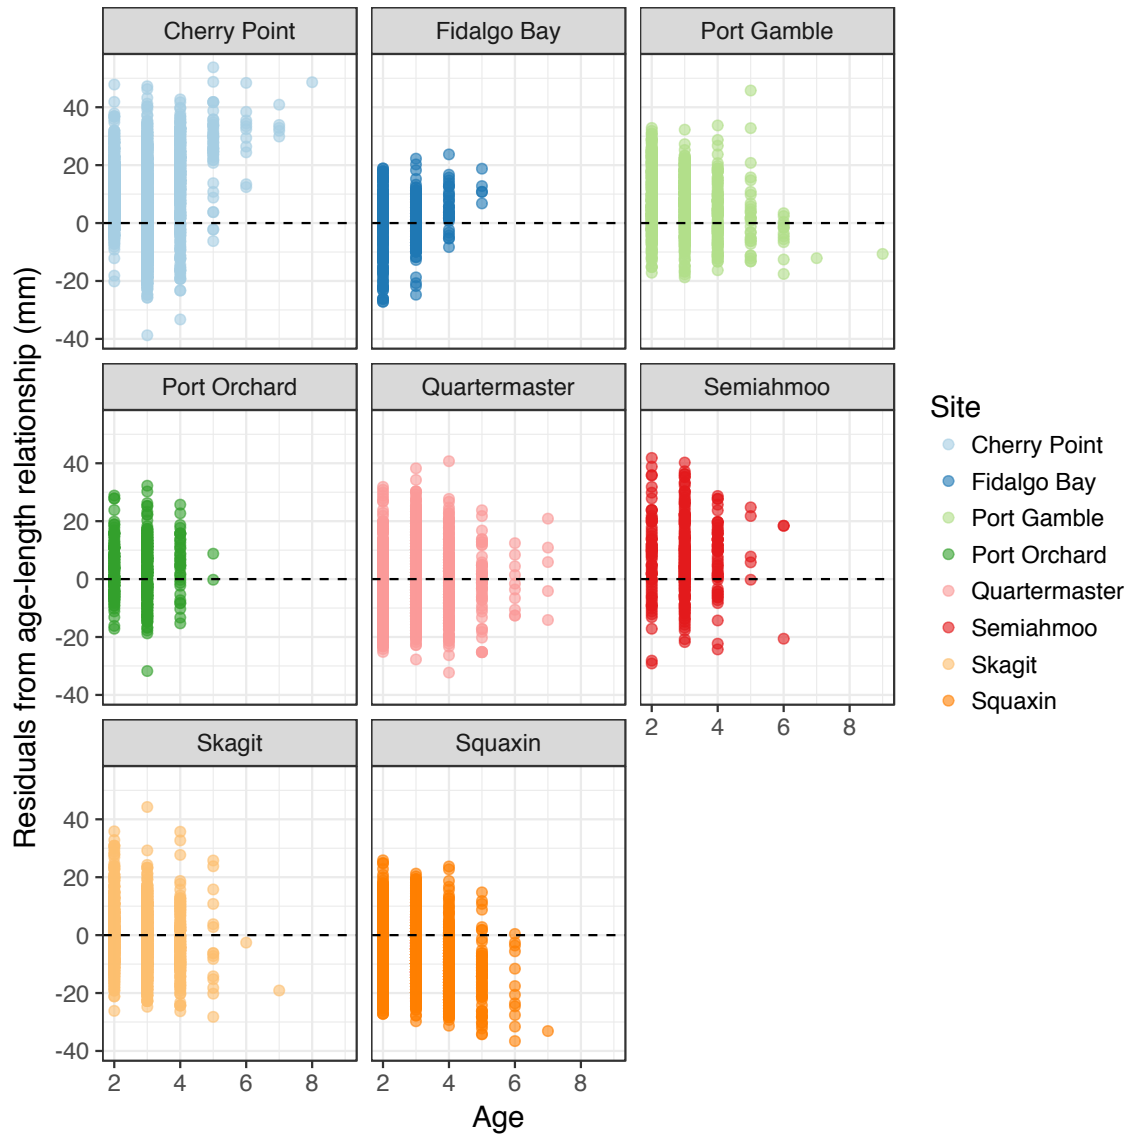 Cherry Point
Fidalgo Bay
Port Gamble
40
20
0
-20
-40
Port Orchard
Quartermaster
Semiahmoo
40
20
0
-20
-40
2 4 6 8
Skagit
Squaxin
40
20
0
-20
-40
2 4 6 8
2 4 6 8
Age
Residuals from age-length relationship (mm)
Site
Cherry Point
Fidalgo Bay
Port Gamble
Port Orchard
Quartermaster
Semiahmoo
Skagit
Squaxin